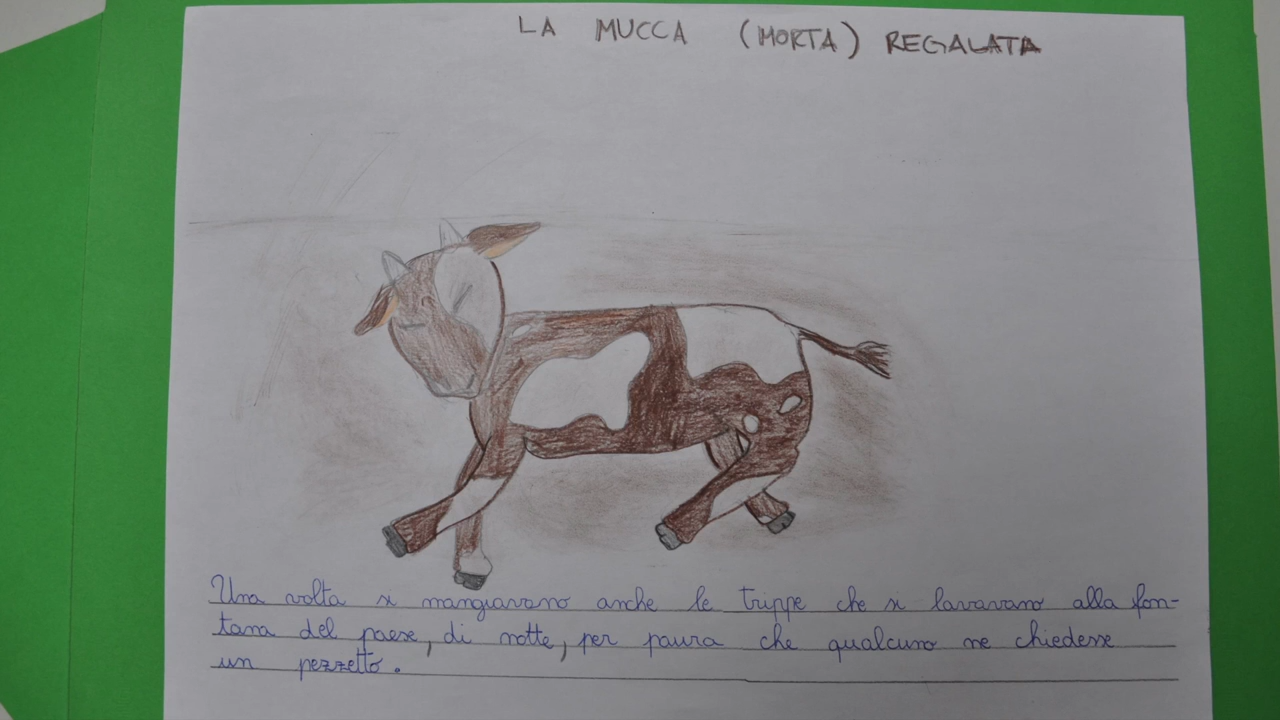 LA MUCCA (MORTA) REGALATA
Una volta si mangiavano anche le trippe che si lavavano alla fon-
tana del paese, di notte, per paura che qualcuno ne chiedesse
un pezzetto.